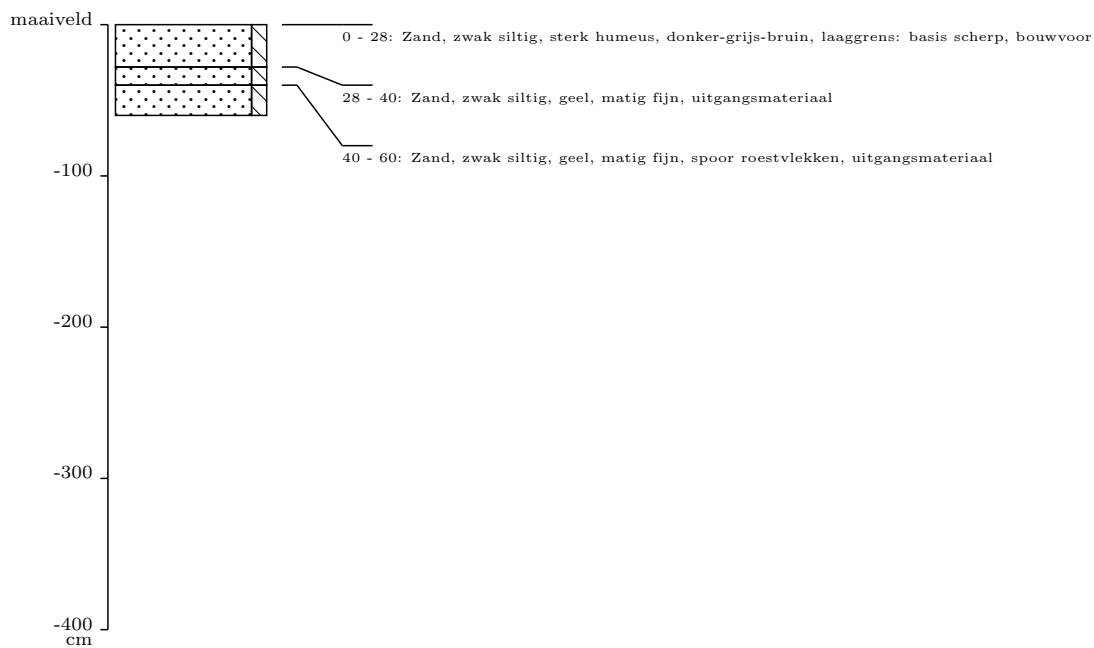 maaiveld
0 - 28: Zand, zwak siltig, sterk humeus, donker-grijs-bruin, laaggrens: basis scherp, bouwvoor
28 - 40: Zand, zwak siltig, geel, matig fijn, uitgangsmateriaal
40 - 60: Zand, zwak siltig, geel, matig fijn, spoor roestvlekken, uitgangsmateriaal
-100
-200
-300
-400
cm